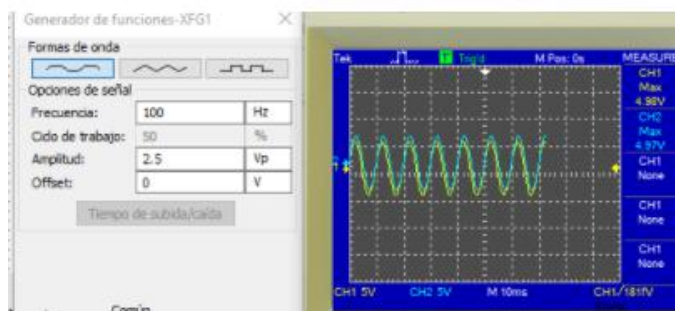 Generador de funciones-XFG1
Formas de onda
Opciones de señal
Frecuencia: 100 Hz
Ciclo de trabajo: 50 %
Amplitud: 2.5 Vp
Offset: 0 V
Tiempo de subida/caída
Común
Tek T Trig'd M Pos: 0s MEASURE
CH1
Max
4.98V
CH2
Max
4.97V
CH1
None
CH1
None
CH1
None
CH1 5V CH2 5V M 10ms